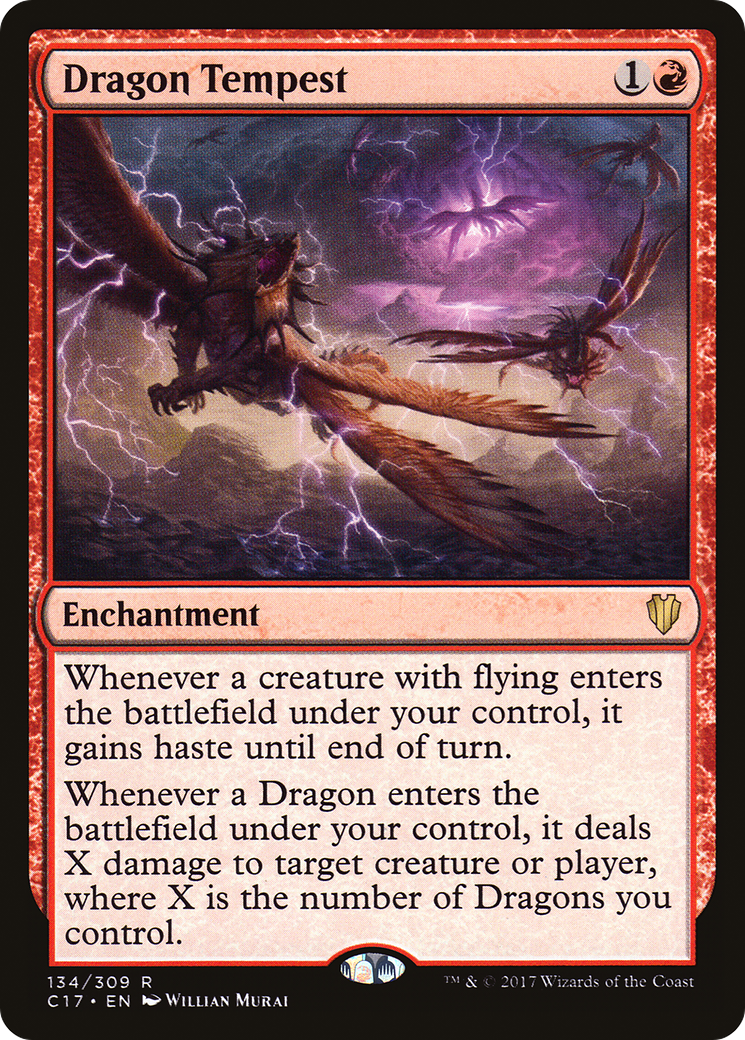 Dragon Tempest 1
Enchantment
Whenever a creature with flying enters
the battlefield under your control, it
gains haste until end of turn.
Whenever a Dragon enters the
battlefield under your control, it deals
X damage to target creature or player,
where X is the number of Dragons you
control.
134/309 R
C17 • EN Willian Murai
™ & © 2017 Wizards of the Coast